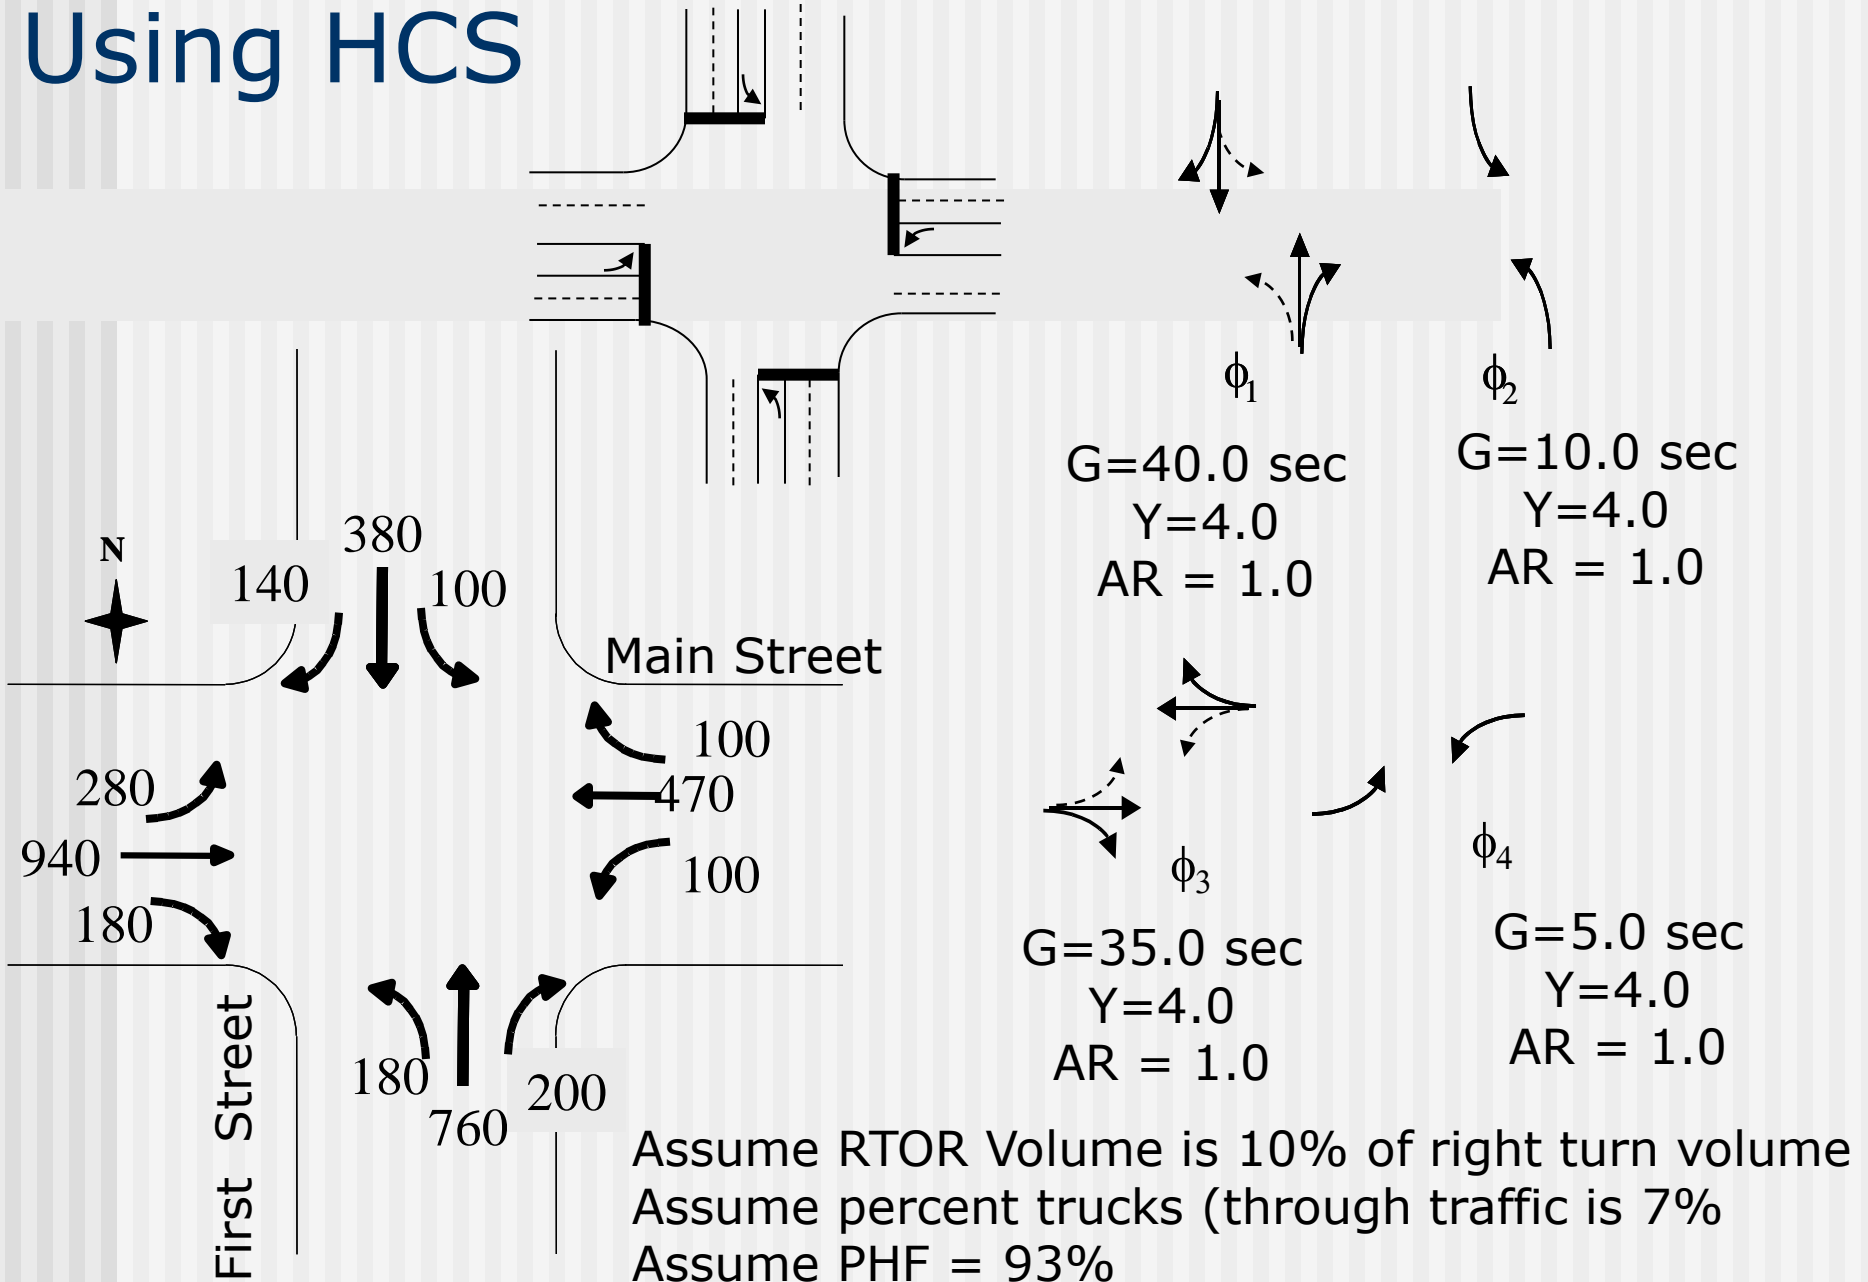 Using HCS
ϕ1
ϕ2
G=40.0 sec
Y=4.0
AR = 1.0
G=10.0 sec
Y=4.0
AR = 1.0
N
140
380
100
Main Street
280
940
180
100
470
100
180
760
200
First Street
ϕ3
ϕ4
G=35.0 sec
Y=4.0
AR = 1.0
G=5.0 sec
Y=4.0
AR = 1.0
Assume RTOR Volume is 10% of right turn volume
Assume percent trucks (through traffic is 7%
Assume PHF = 93%